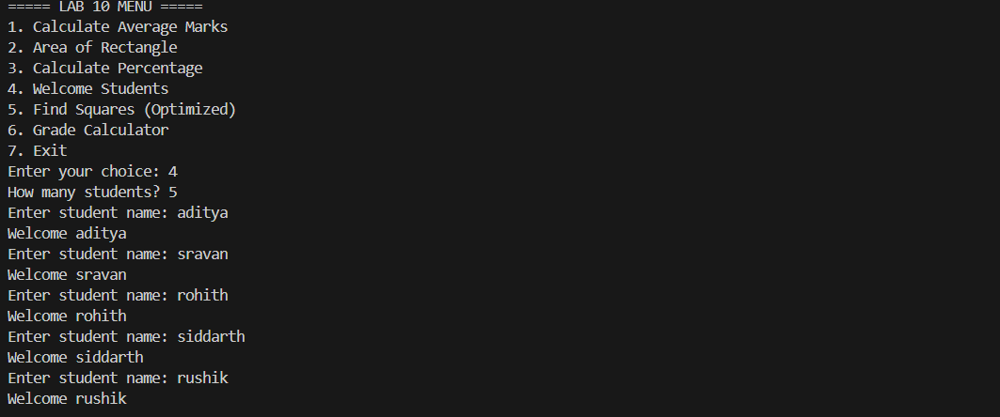 ===== LAB 10 MENU =====
1. Calculate Average Marks
2. Area of Rectangle
3. Calculate Percentage
4. Welcome Students
5. Find Squares (Optimized)
6. Grade Calculator
7. Exit
Enter your choice: 4
How many students? 5
Enter student name: aditya
Welcome aditya
Enter student name: sravan
Welcome sravan
Enter student name: rohith
Welcome rohith
Enter student name: siddarth
Welcome siddarth
Enter student name: rushik
Welcome rushik